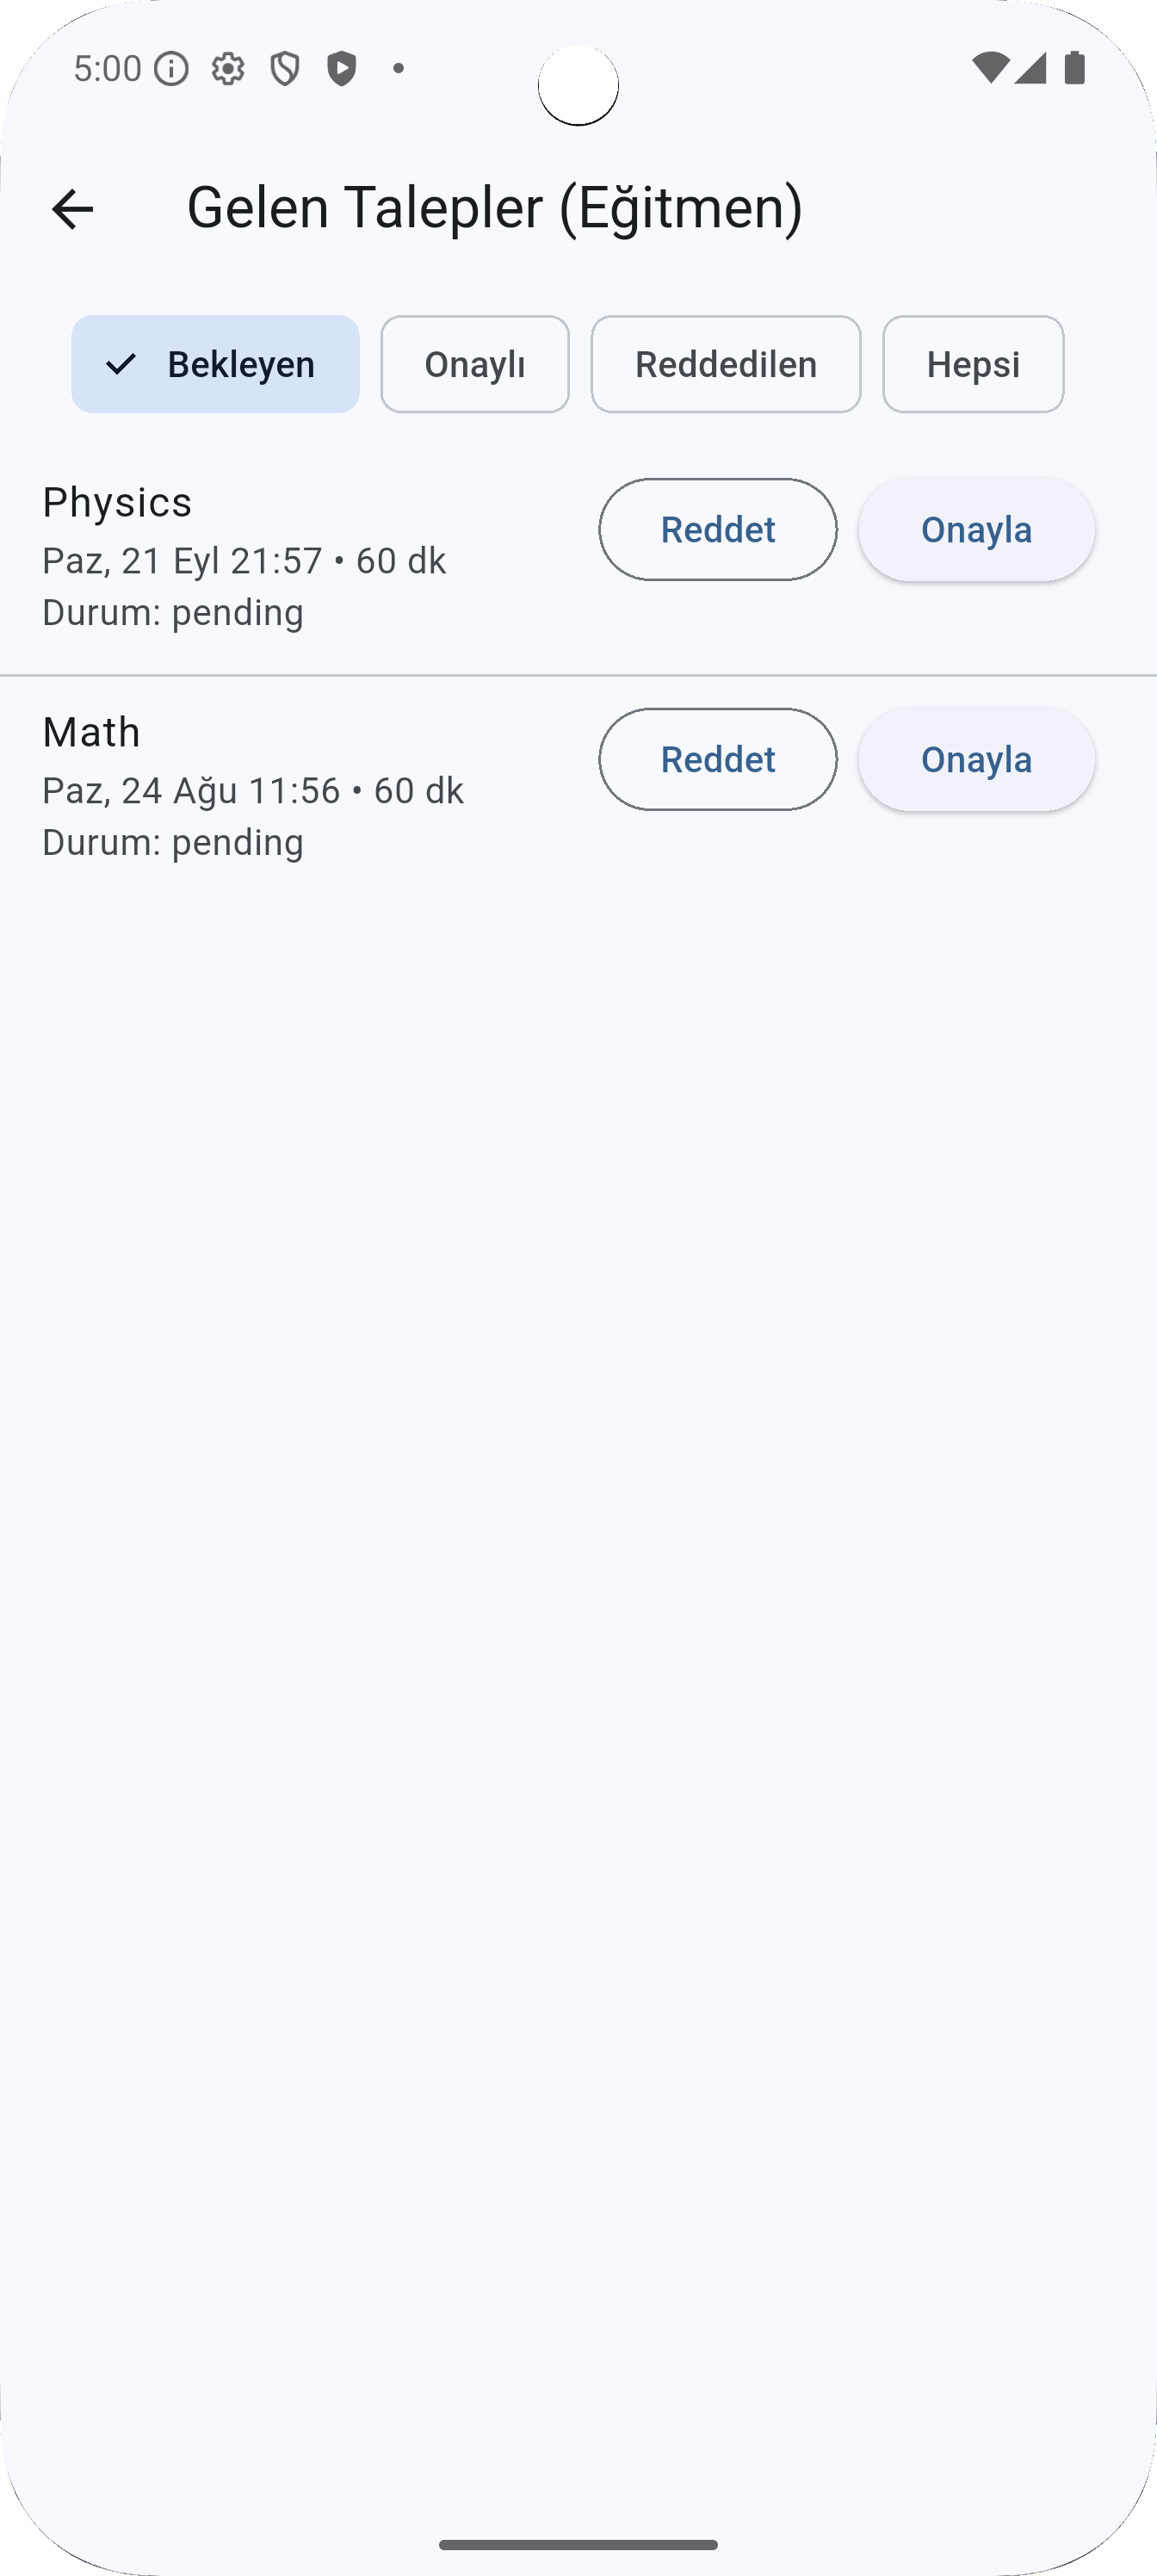 5:00
Gelen Talepler (Eğitmen)
Bekleyen Onaylı Reddedilen Hepsi
Physics
Paz, 21 Eyl 21:57 • 60 dk
Durum: pending
Reddet Onayla
Math
Paz, 24 Ağu 11:56 • 60 dk
Durum: pending
Reddet Onayla